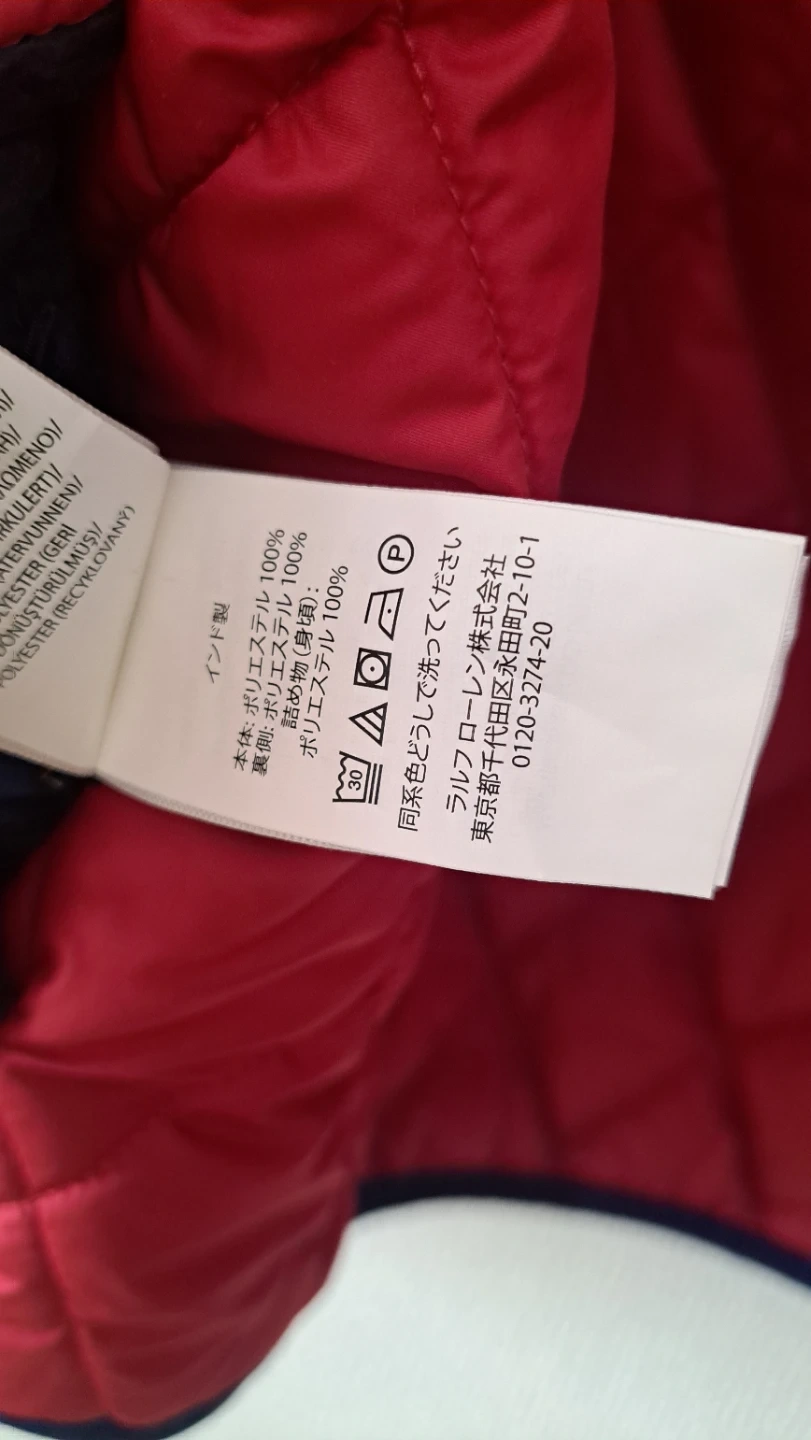 MOMENO)/
POLYESTER (RECYKLOVANÝ)
インド製
本体: ポリエステル 100%
裏側: ポリエステル 100%
詰め物 (身頃):
ポリエステル 100%
30 P
同系色どうしで洗ってください
ラルフ ローレン株式会社
東京都千代田区永田町2-10-1
0120-3274-20